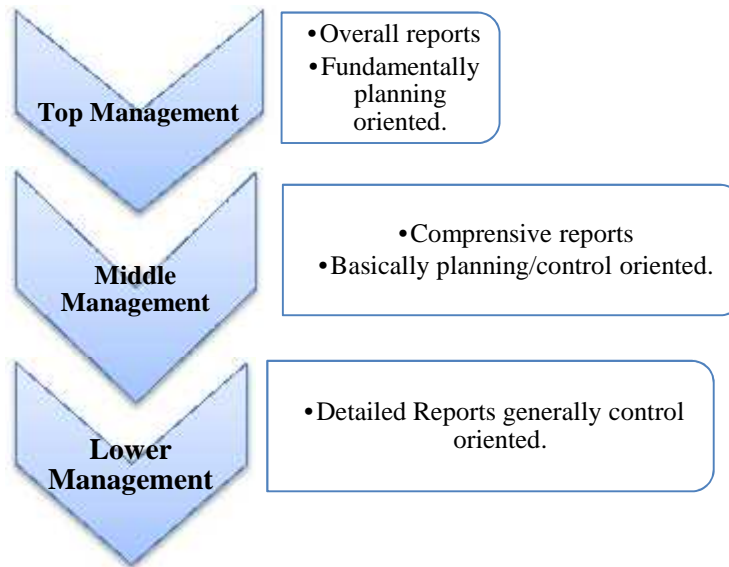 Top Management
•Overall reports
•Fundamentally
planning
oriented.
Middle
Management
•Comprensive reports
•Basically planning/control oriented.
Lower
Management
•Detailed Reports generally control
oriented.